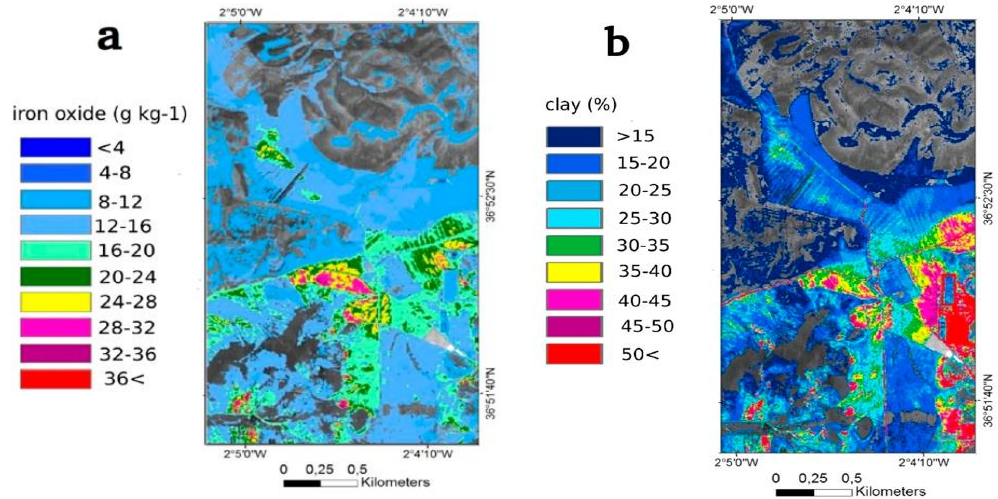 a
2°5'0"W
2°4'10"W
iron oxide (g kg-1)
<4
4-8
8-12
12-16
16-20
20-24
24-28
28-32
32-36
36<
36°52'30"N
36°51'40"N
2°5'0"W
2°4'10"W
0 0,25 0,5
Kilometers
b
2°5'0"W
2°4'10"W
clay (%)
>15
15-20
20-25
25-30
30-35
35-40
40-45
45-50
50<
36°52'30"N
36°51'40"N
2°5'0"W
2°4'10"W
0 0,25 0,5
Kilometers